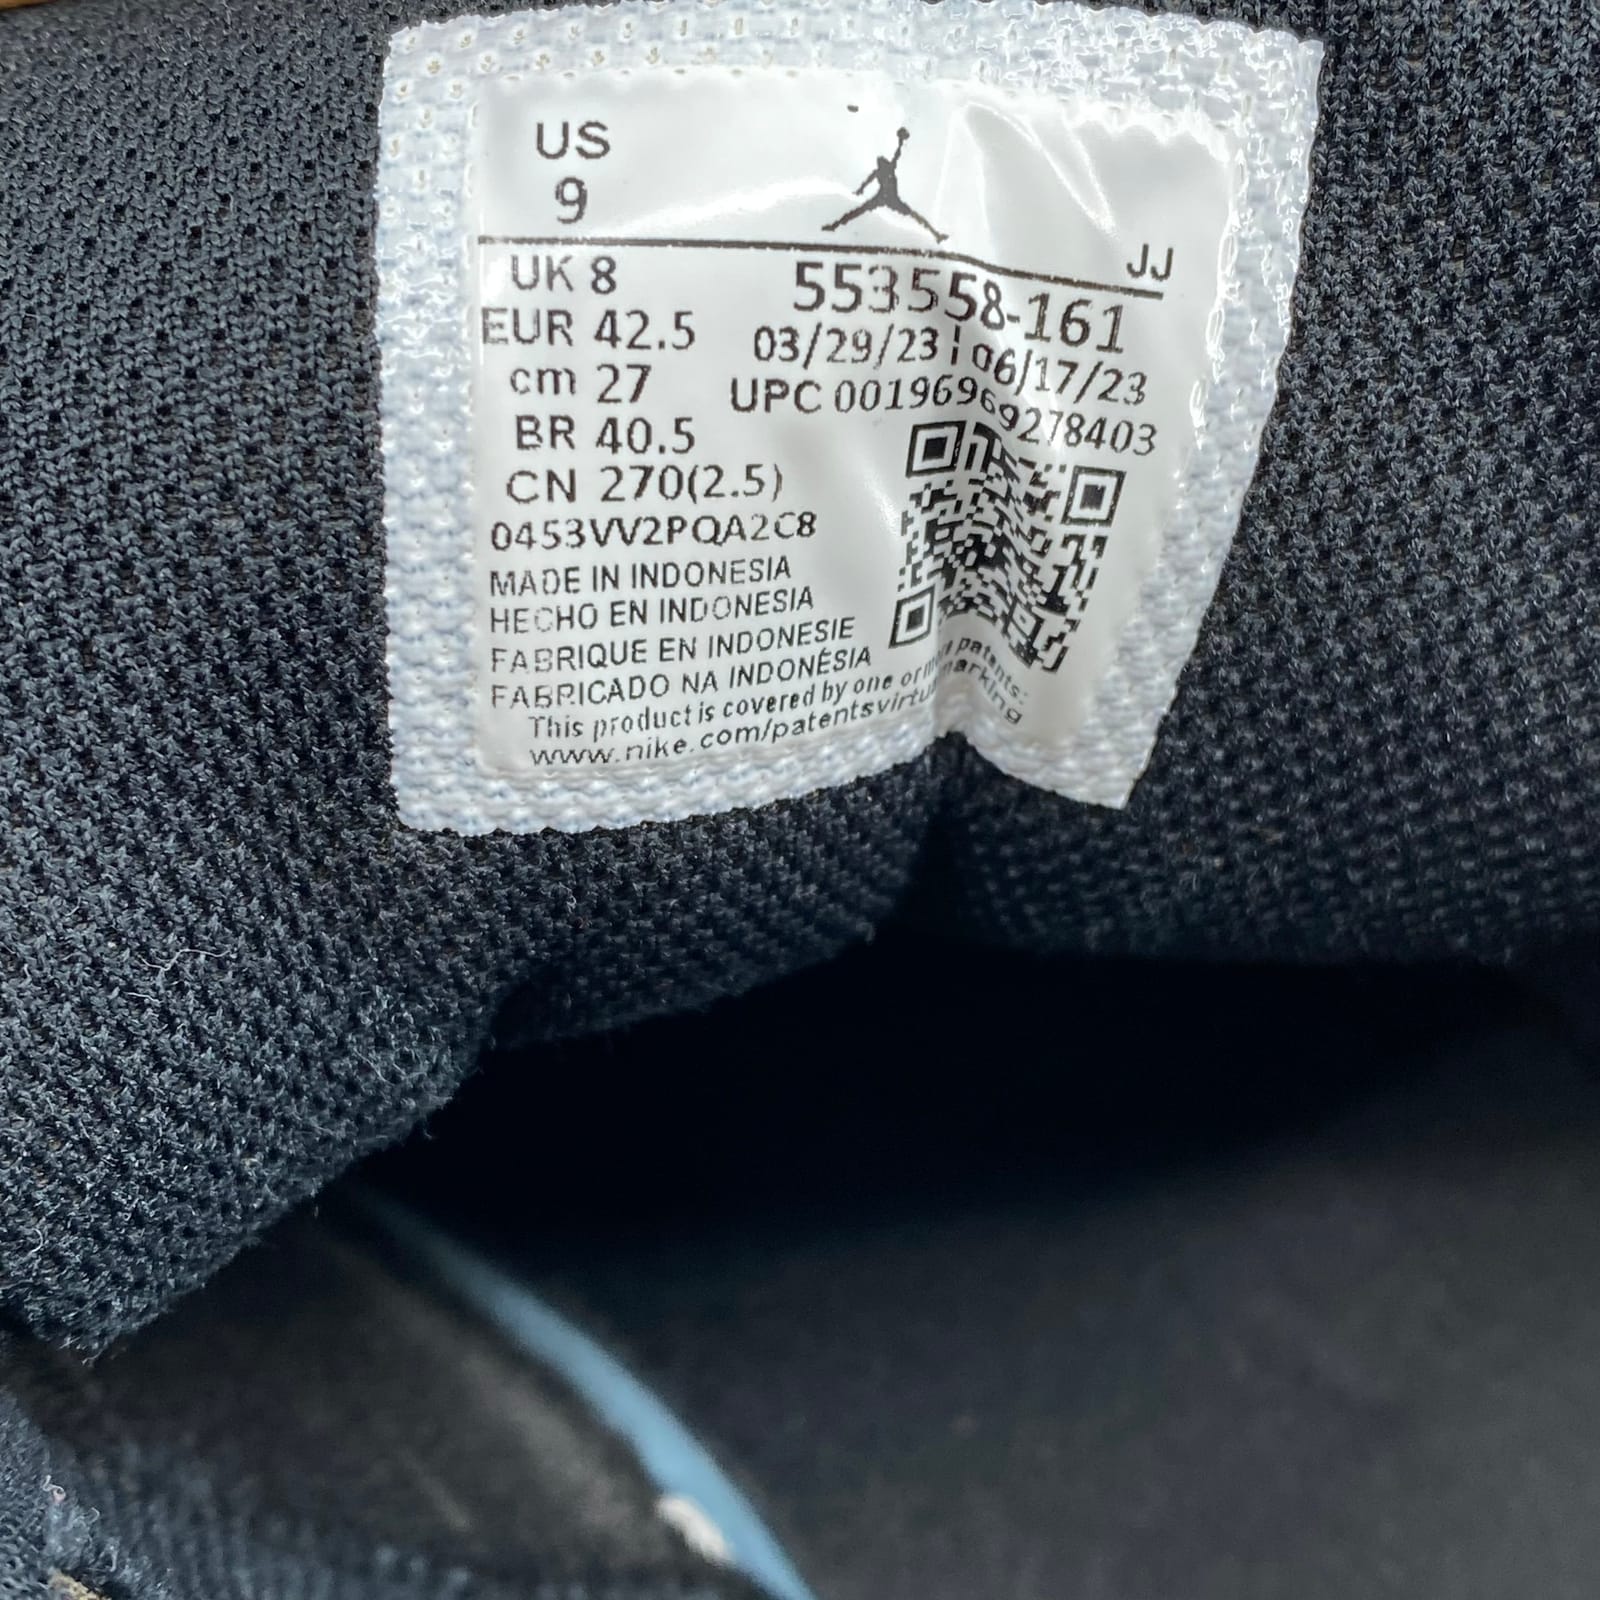 US
9
JJ
UK 8
EUR 42.5
cm 27
BR 40.5
CN 270(2.5)
553558-161
03/29/23 | 06/17/23
UPC 00196969278403
0453VV2PQA2C8
MADE IN INDONESIA
HECHO EN INDONESIA
FABRIQUE EN INDONESIE
FABRICADO NA INDONÉSIA
This product is covered by one or more patents:
www.nike.com/patentsvirtualmarking